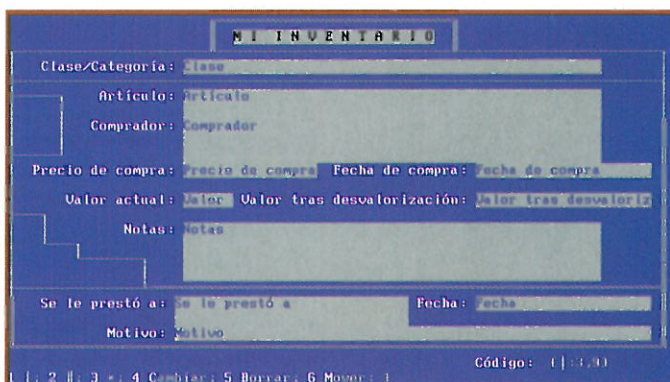 MI INVENTARIO
Clase/Categoría: Clase
Artículo: Artículo
Comprador: Comprador
Precio de compra: Precio de compra Fecha de compra: Fecha de compra
Valor actual: Valor Valor tras desvalorización: Valor tras desvaloriz
Notas: Notas
Se le prestó a: Se le prestó a Fecha: Fecha
Motivo: Motivo
Código:
2 3 4 Cambiar: 5 Borrar: 6 Mover: